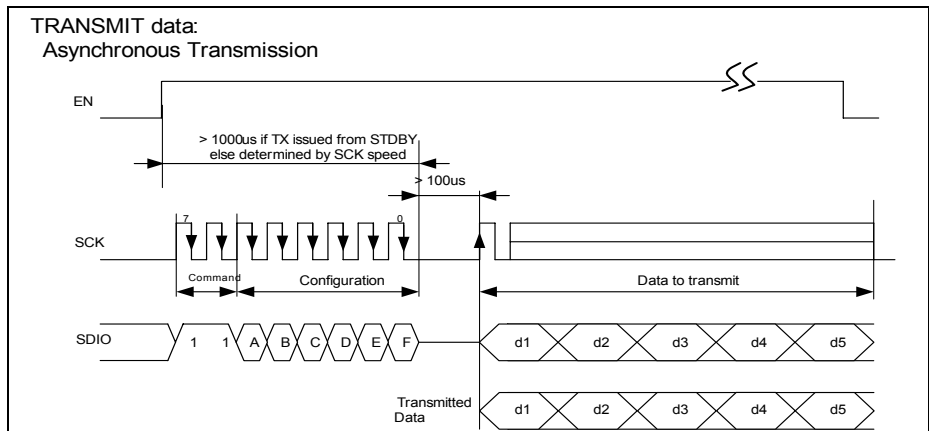 TRANSMIT data:
Asynchronous Transmission
EN
> 1000us if TX issued from STDBY
else determined by SCK speed
> 100us
7
0
SCK
Command
Configuration
Data to transmit
SDIO
1 1 A B C D E F
d1 d2 d3 d4 d5
Transmitted
Data
d1 d2 d3 d4 d5